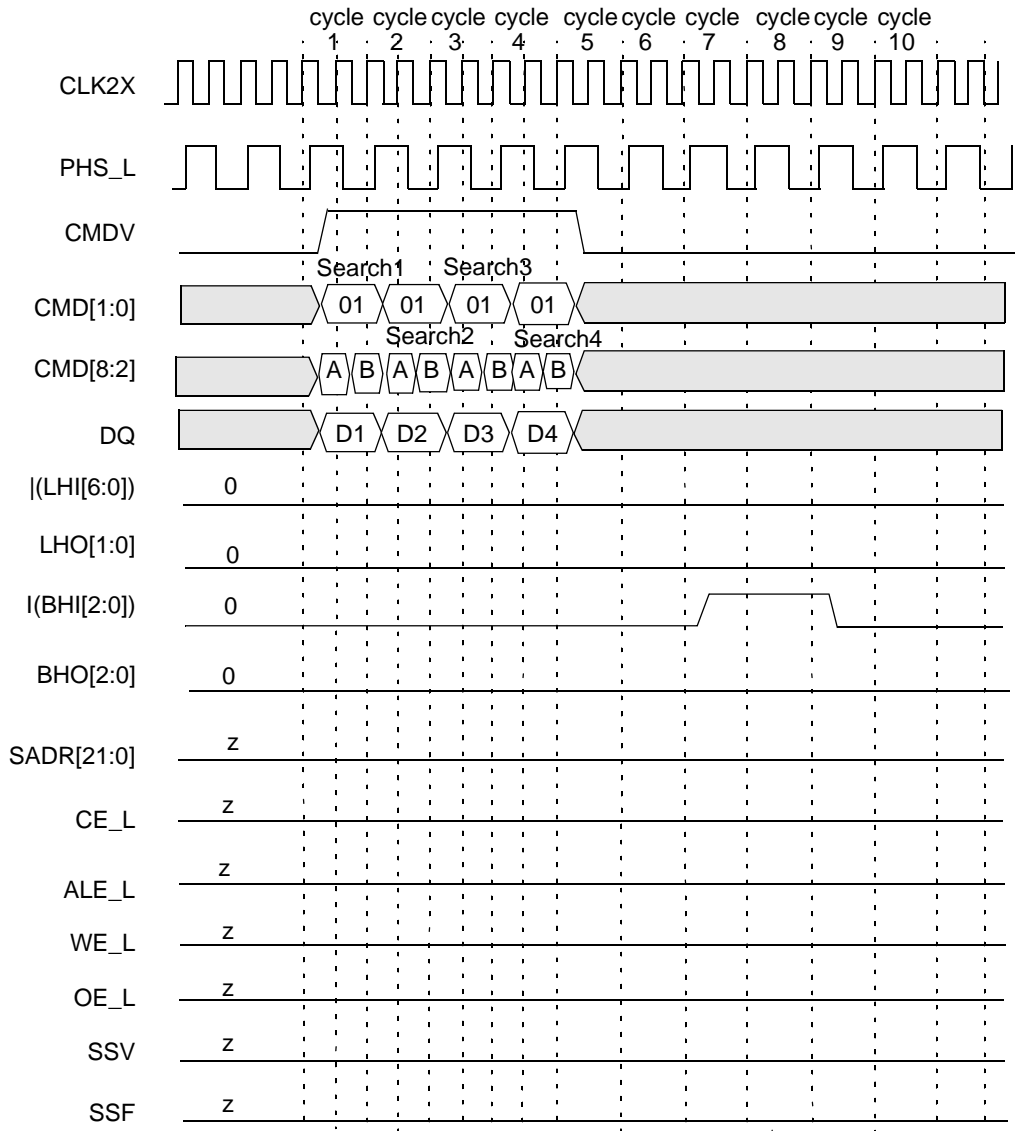 cycle cycle cycle cycle cycle cycle cycle cycle cycle cycle
1 2 3 4 5 6 7 8 9 10
CLK2X
PHS_L
CMDV
Search1 Search3
CMD[1:0] 01 01 01 01
Search2 Search4
CMD[8:2] A B A B A B A B
DQ D1 D2 D3 D4
|(LHI[6:0]) 0
LHO[1:0] 0
I(BHI[2:0]) 0
BHO[2:0] 0
SADR[21:0] z
CE_L z
ALE_L z
WE_L z
OE_L z
SSV z
SSF z